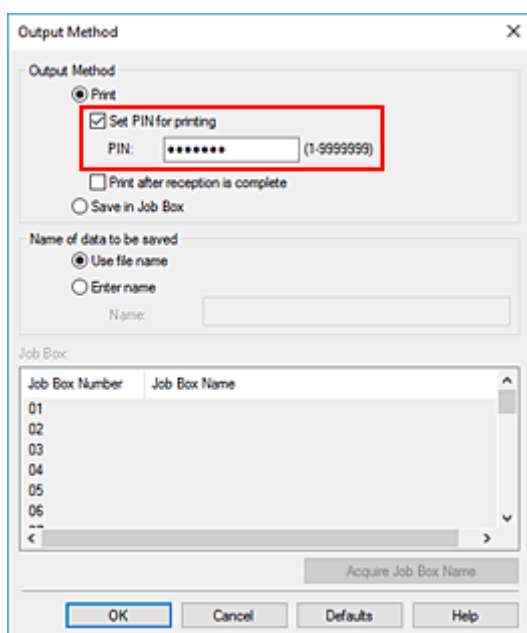 Output Method
Output Method
Print
Set PIN for printing
PIN: ••••••• (1-9999999)
Print after reception is complete
Save in Job Box
Name of data to be saved
Use file name
Enter name
Name:
Job Box:
Job Box Number Job Box Name
01
02
03
04
05
06
Acquire Job Box Name
OK Cancel Defaults Help